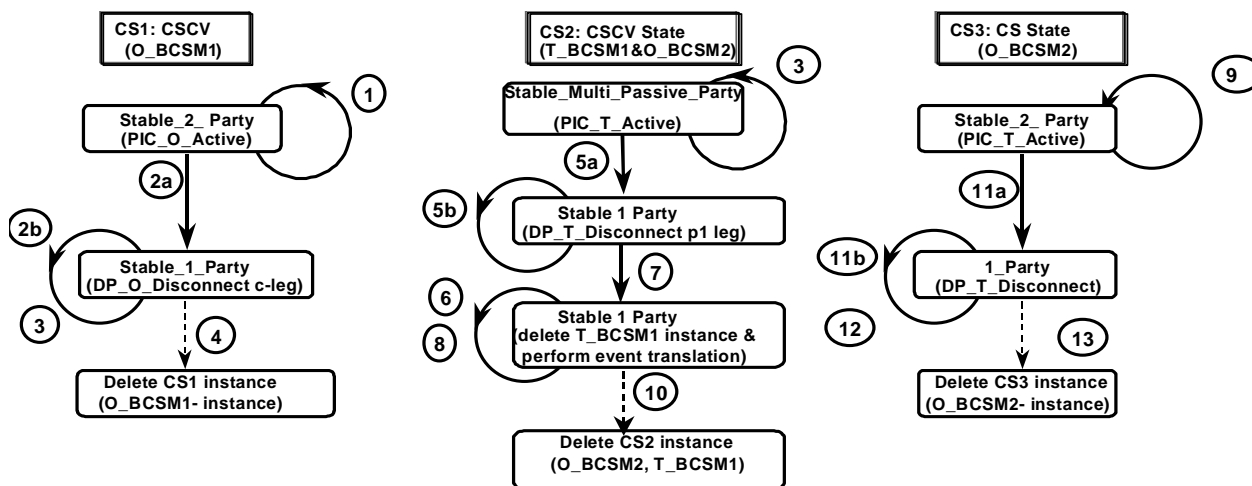 CS1: CSCV
(O_BCSM1)
1
Stable_2_ Party
(PIC_O_Active)
2a
2b
Stable_1_Party
(DP_O_Disconnect c-leg)
3
4
Delete CS1 instance
(O_BCSM1- instance)
CS2: CSCV State
(T_BCSM1&O_BCSM2)
3
Stable_Multi_Passive_Party
(PIC_T_Active)
5a
5b
Stable 1 Party
(DP_T_Disconnect p1 leg)
7
6
8
Stable 1 Party
(delete T_BCSM1 instance &
perform event translation)
10
Delete CS2 instance
(O_BCSM2, T_BCSM1)
CS3: CS State
(O_BCSM2)
9
Stable_2_ Party
(PIC_T_Active)
11a
11b
1_Party
(DP_T_Disconnect)
12
13
Delete CS3 instance
(O_BCSM2- instance)